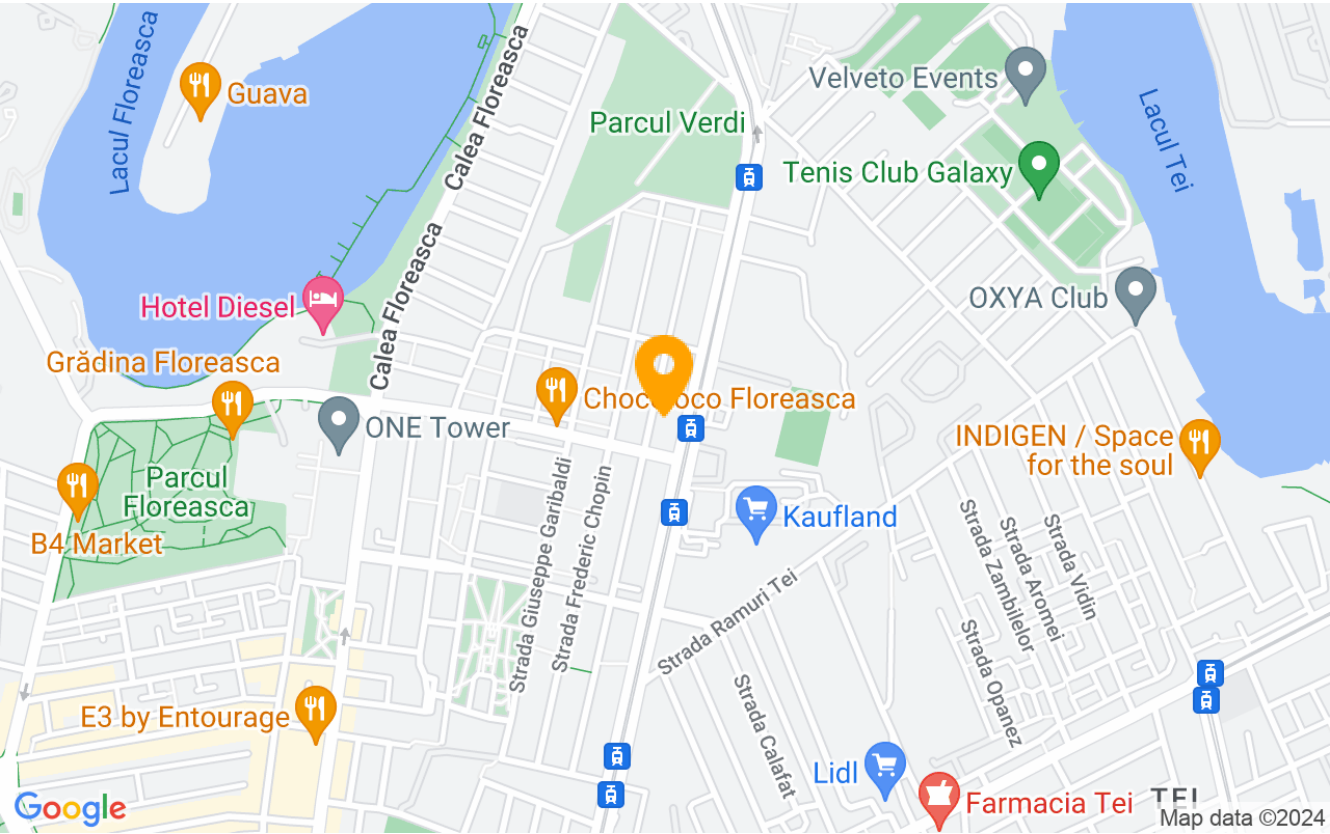 Lacul Floreasca
Guava
Calea Floreasca
Velveto Events
Parcul Verdi
Lacul Tei
Tenis Club Galaxy
Calea Floreasca
OXYA Club
Hotel Diesel
Grădina Floreasca
Floreasca
ONE Tower
INDIGEN / Space
for the soul
Parcul
Floreasca
Kaufland
B4 Market
Strada Giuseppe Garibaldi
Strada Frederic Chopin
Strada Zambilelor
Strada Aromei
Strada Vidin
Strada Ramuri Tei
Strada Opanez
E3 by Entourage
Strada Calafat
Lidl
Farmacia Tei
TEI
Google
Map data ©2024